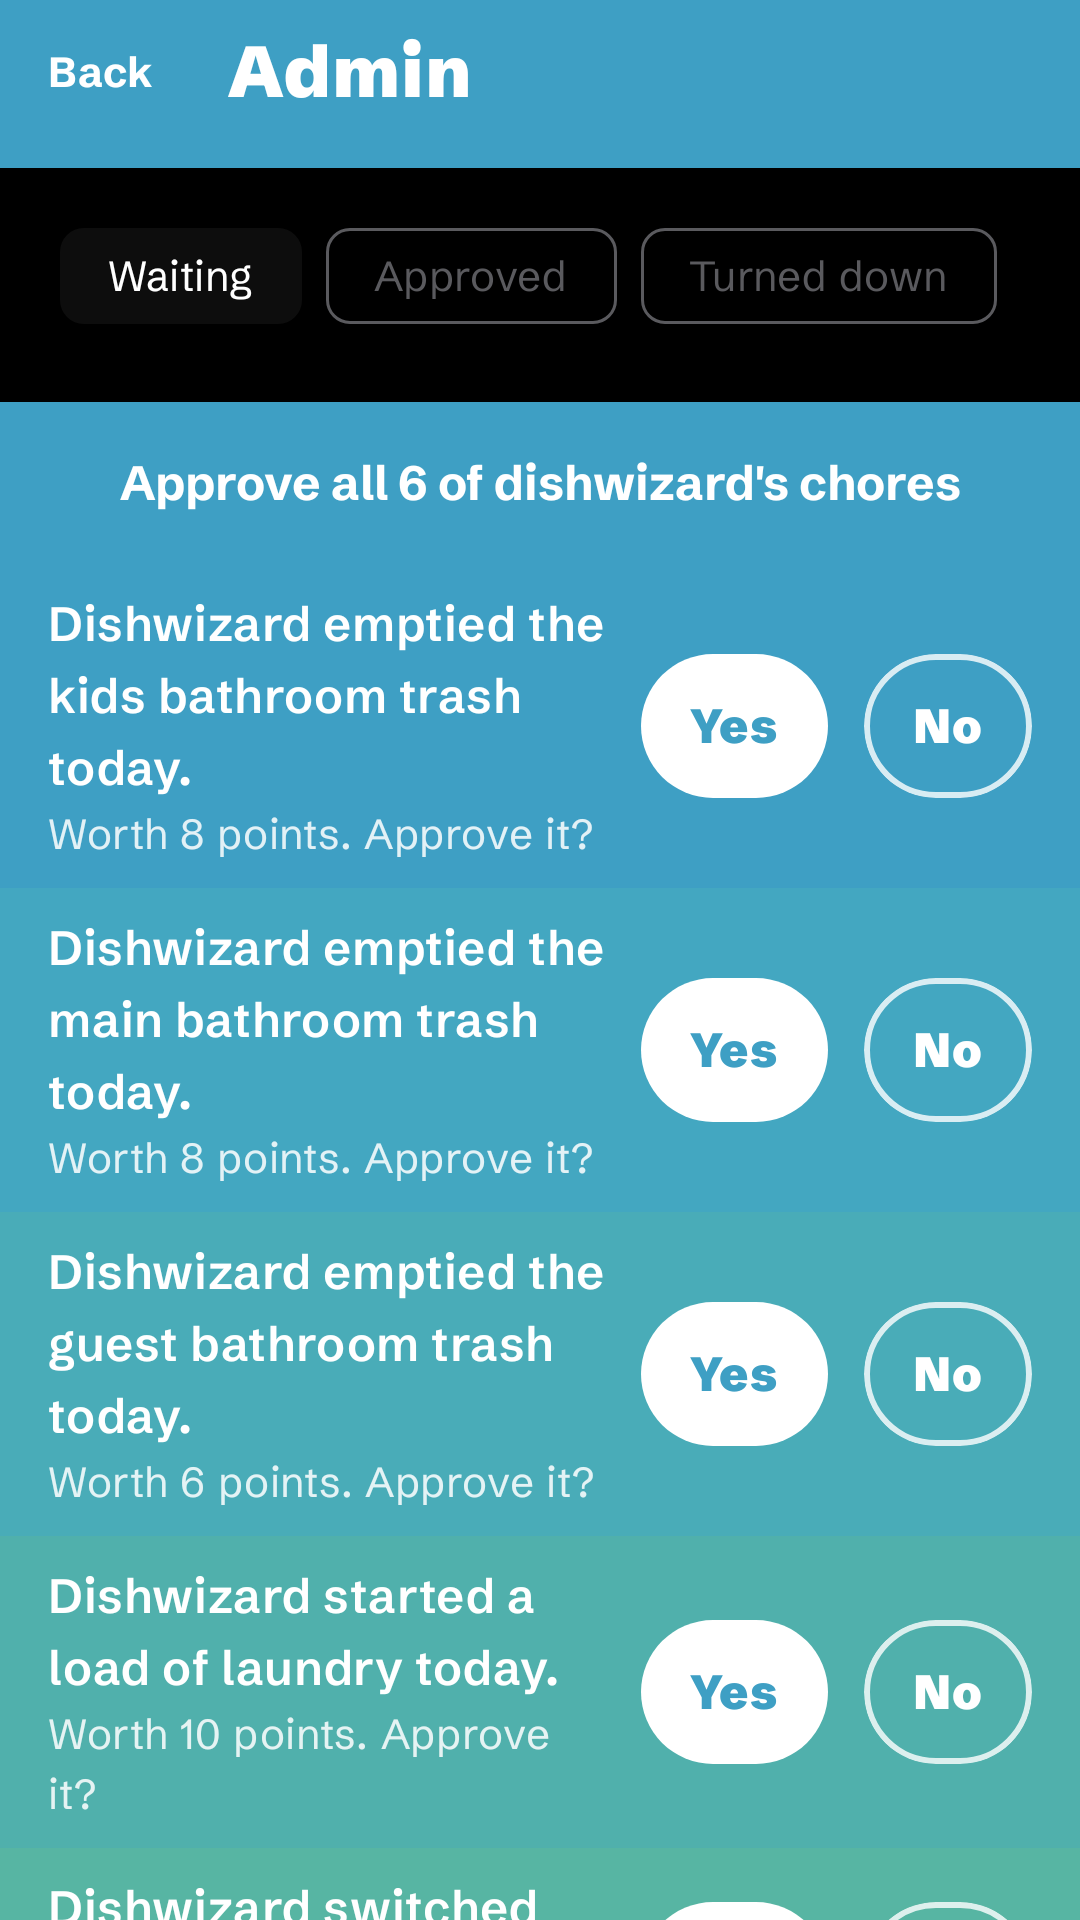 Back Admin
Waiting Approved Turned down
Approve all 6 of dishwizard's chores
Dishwizard emptied the
kids bathroom trash
today.
Worth 8 points. Approve it?
Yes No
Dishwizard emptied the
main bathroom trash
today.
Worth 8 points. Approve it?
Yes No
Dishwizard emptied the
guest bathroom trash
today.
Worth 6 points. Approve it?
Yes No
Dishwizard started a
load of laundry today.
Worth 10 points. Approve
it?
Yes No
Dishwizard switched